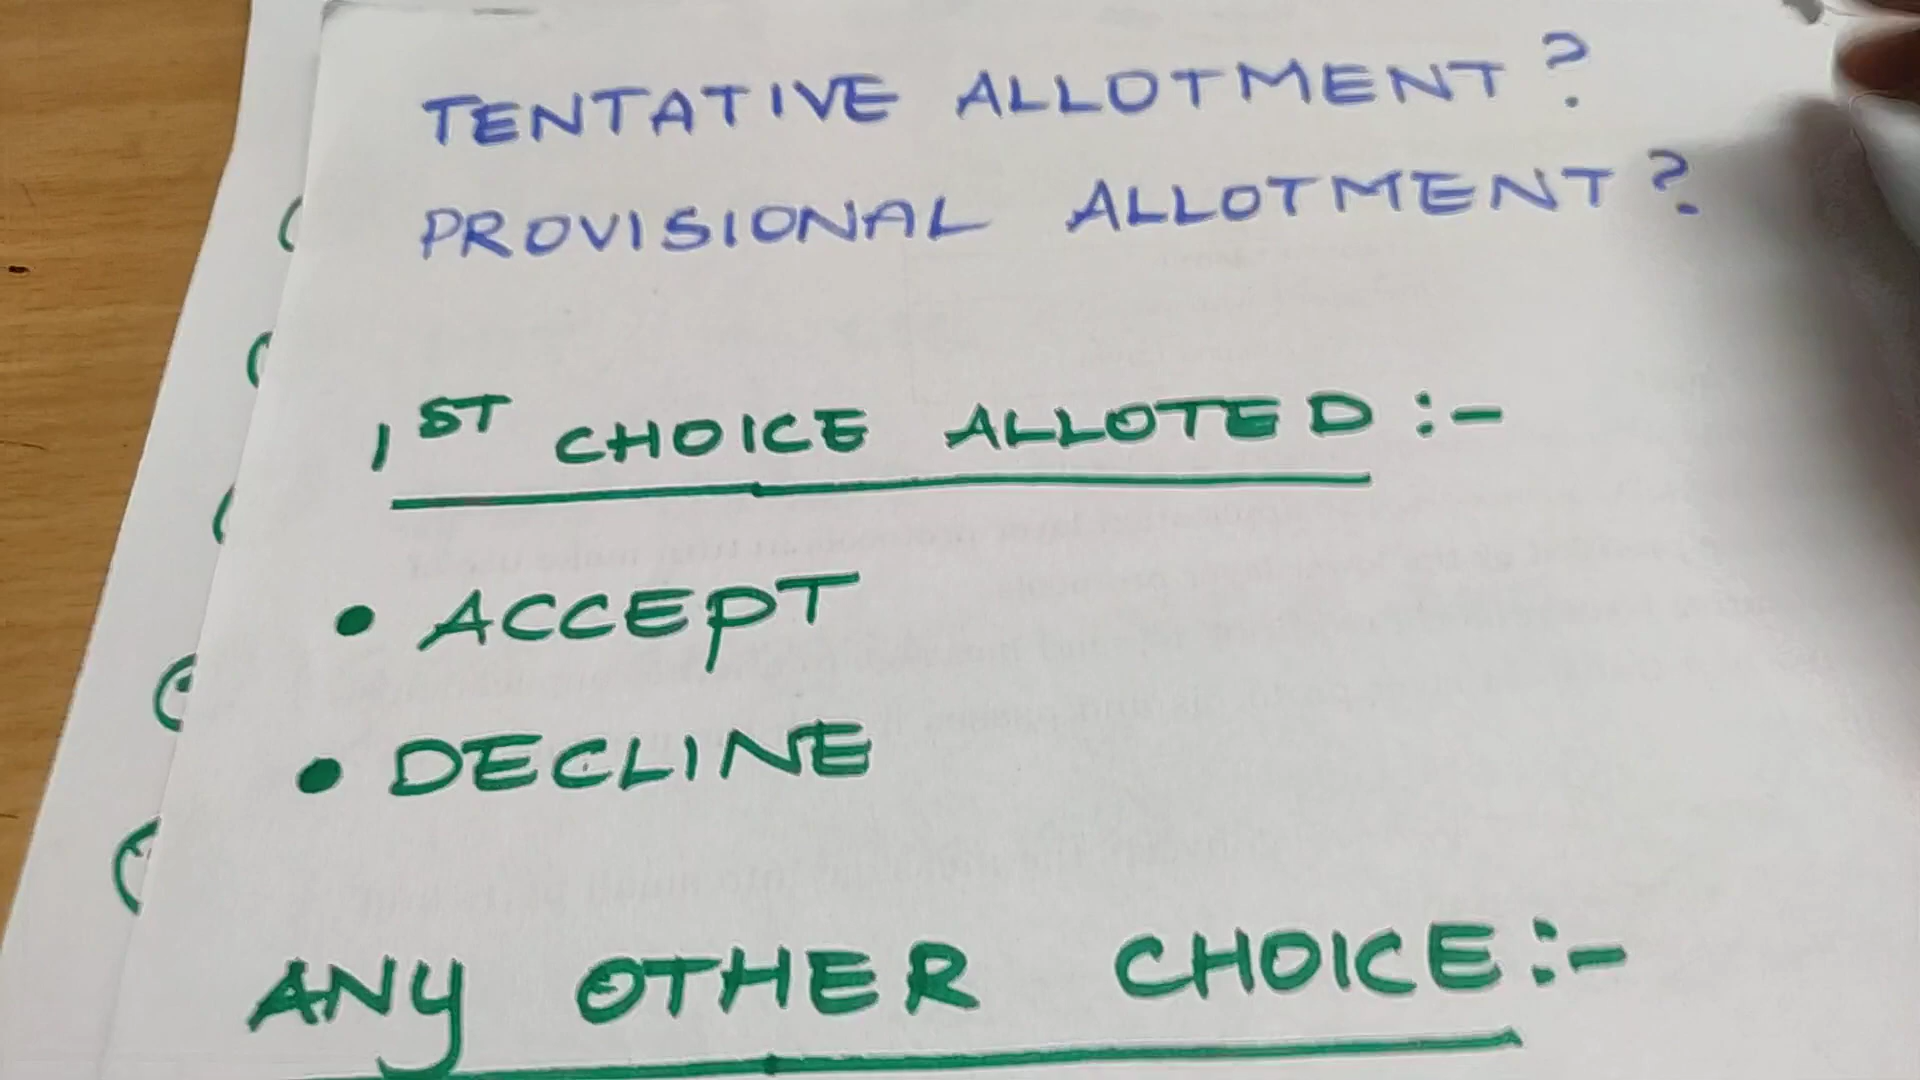 TENTATIVE ALLOTMENT?
PROVISIONAL ALLOTMENT?
1ST CHOICE ALLOTED :-
• ACCEPT
• DECLINE
ANY OTHER CHOICE:-